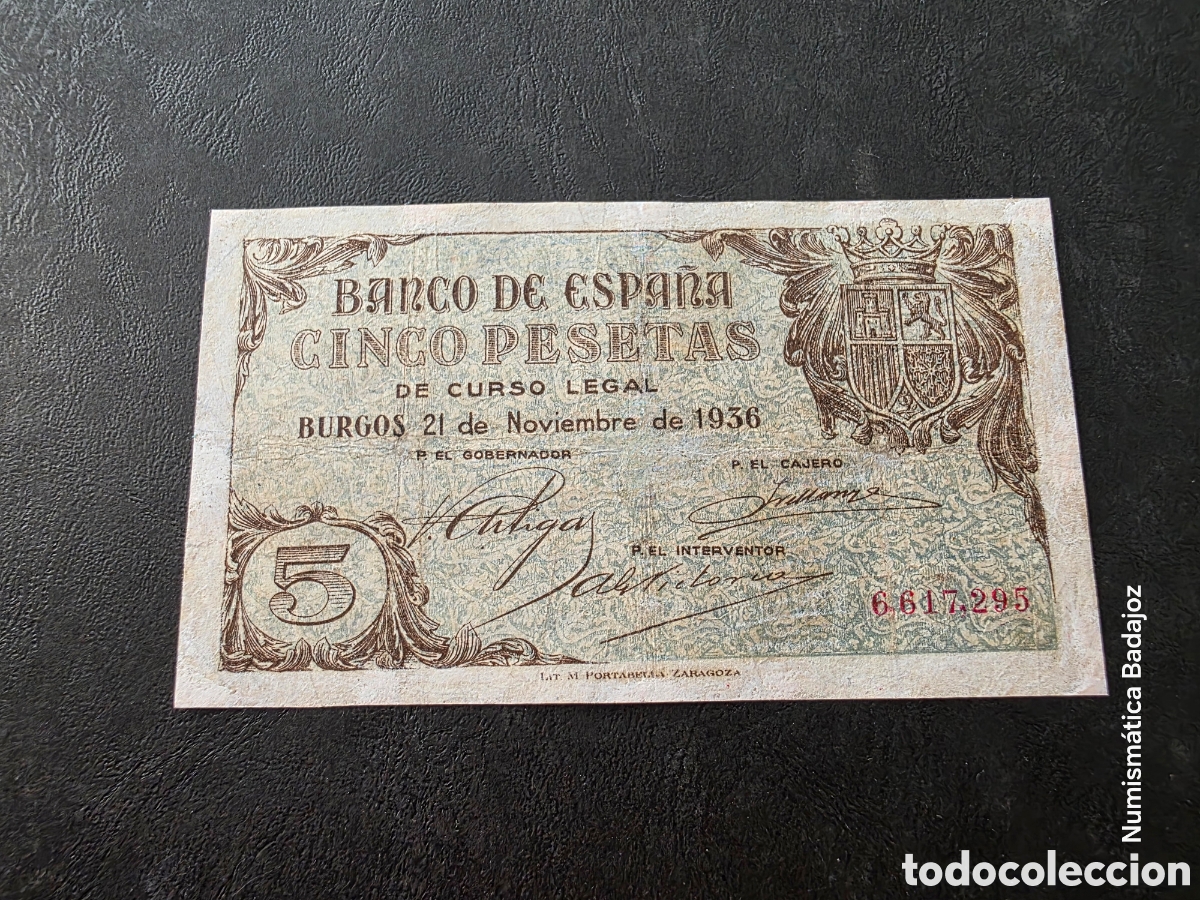 BANCO DE ESPAÑA
CINCO PESETAS
DE CURSO LEGAL
BURGOS 21 de Noviembre de 1936
P. EL GOBERNADOR
P. EL CAJERO
P. EL INTERVENTOR
5
6.617.295
LIT. M. PORTABELLA ZARAGOZA
Numismática Badajoz
todocoleccion